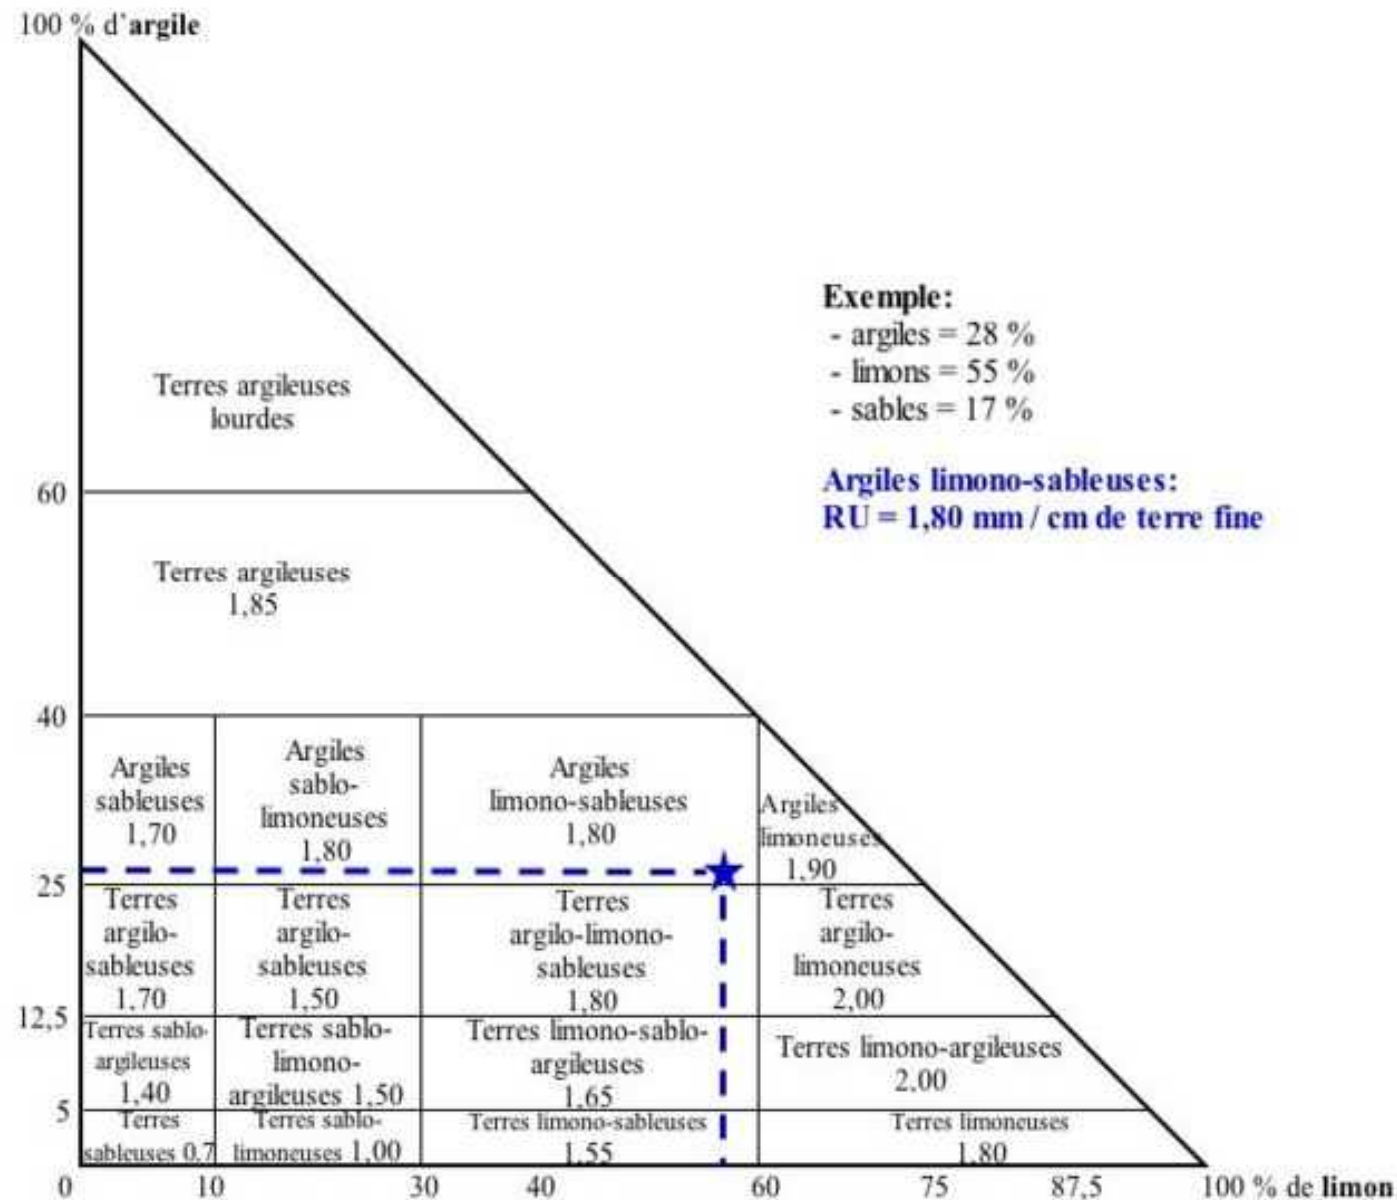 100 % d'argile
Exemple:
- argiles = 28 %
- limons = 55 %
- sables = 17 %
Argiles limono-sableuses:
RU = 1,80 mm / cm de terre fine
Terres argileuses
lourdes
60
Terres argileuses
1,85
40
Argiles
sableuses
1,70
Argiles
sablo-
limoneuses
1,80
Argiles
limono-sableuses
1,80
Argiles
limoneuses
1,90
25
Terres
argilo-
sableuses
1,70
Terres
argilo-
sableuses
1,50
Terres
argilo-limono-
sableuses
1,80
Terres
argilo-
limoneuses
2,00
12,5
Terres sablo-
argileuses
1,40
Terres sablo-
limono-
argileuses 1,50
Terres limono-sablo-
argileuses
1,65
Terres limono-argileuses
2,00
5
Terres
sableuses 0,7
Terres sablo-
limoneuses 1,00
Terres limono-sableuses
1,55
Terres limoneuses
1,80
0 10 30 40 60 75 87,5 100 % de limon